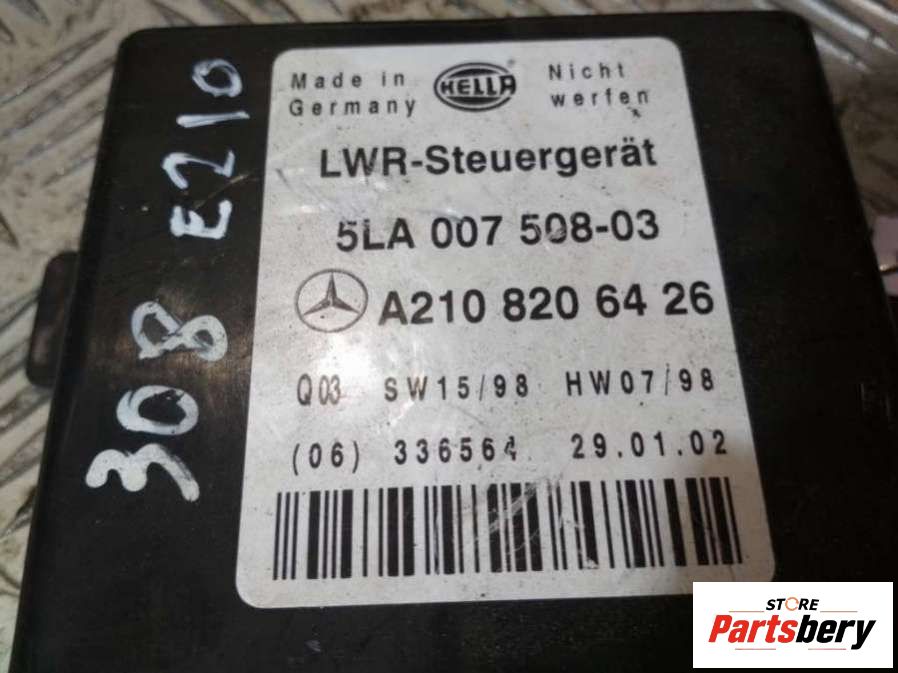 Made in
Germany
HELLA
Nicht
werfen
LWR-Steuergerät
5LA 007 508-03
A210 820 64 26
Q03 SW15/98 HW07/98
(06) 336564 29.01.02
308 E210
STORE
Partsbery